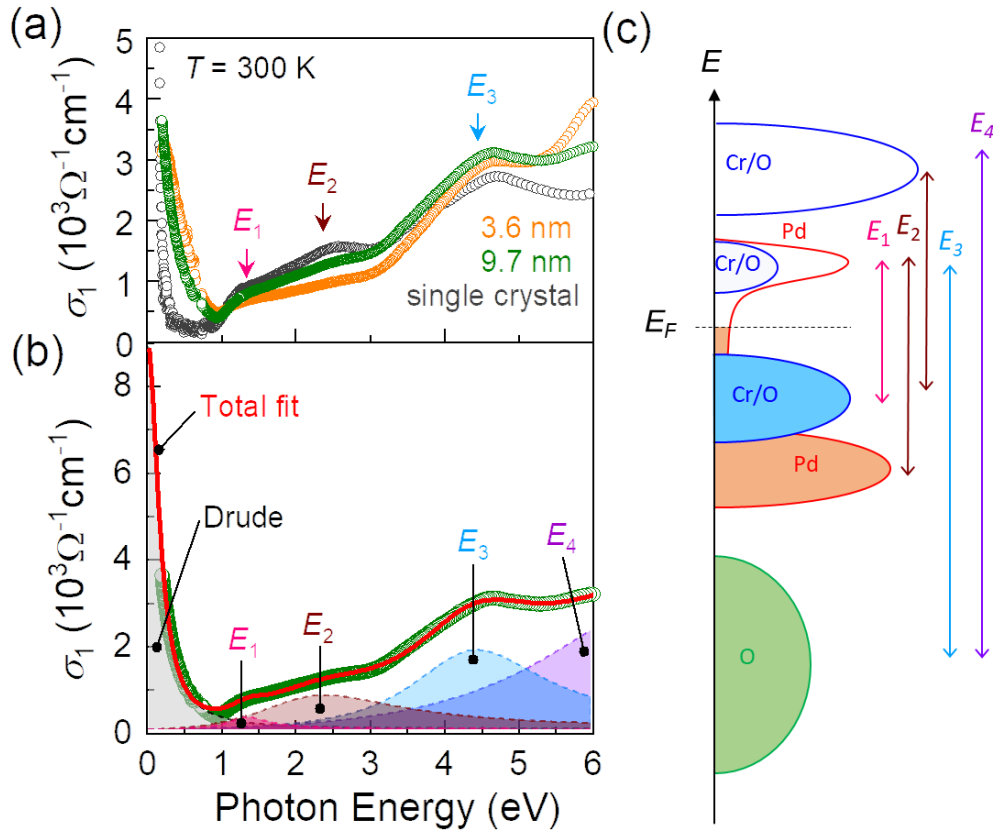 (a)
T = 300 K
E3
E2
E1
3.6 nm
9.7 nm
single crystal
5
4
3
2
1
0
σ1 (10³Ω⁻¹cm⁻¹)
(b)
Total fit
Drude
E1
E2
E3
E4
8
6
4
2
0
σ1 (10³Ω⁻¹cm⁻¹)
0 1 2 3 4 5 6
Photon Energy (eV)
(c)
E
E4
Cr/O
Pd
E1 E2 E3
Cr/O
EF
Cr/O
Pd
O